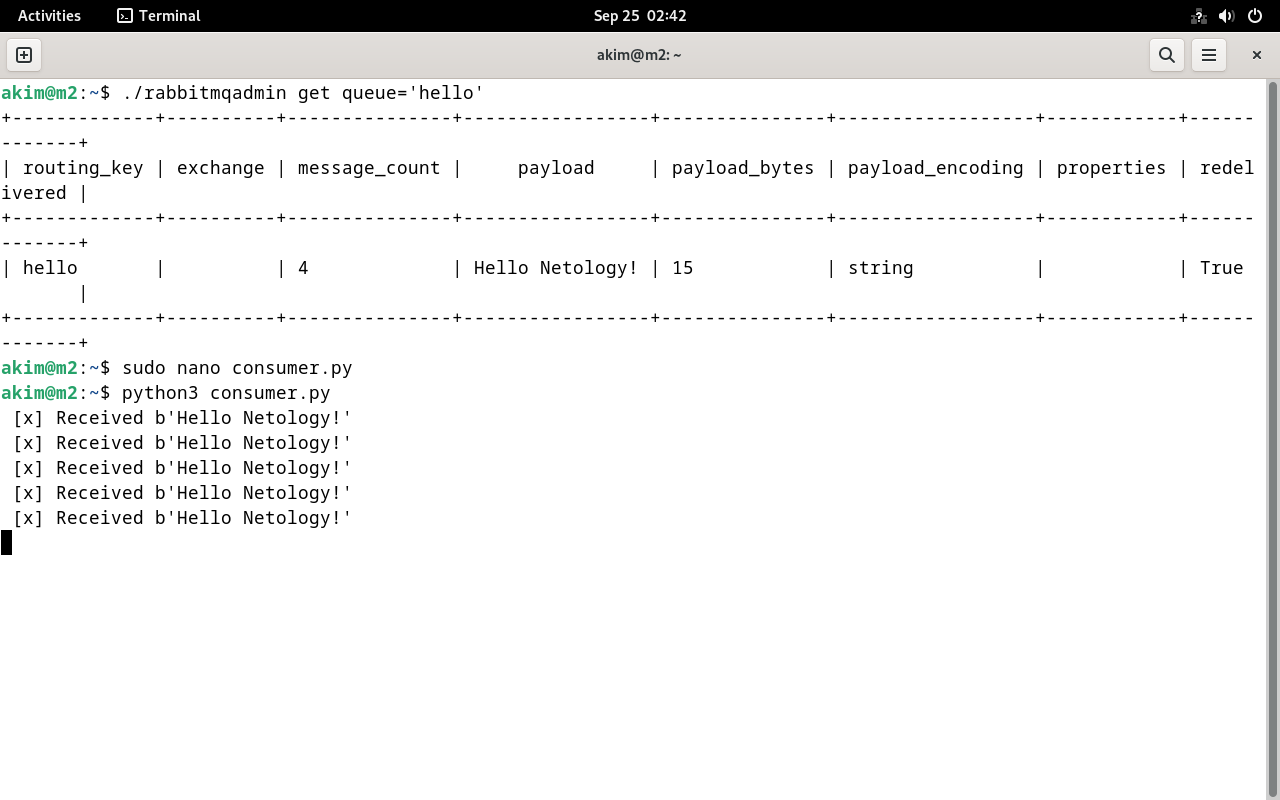 Activities Terminal Sep 25 02:42
akim@m2: ~
akim@m2:~$ ./rabbitmqadmin get queue='hello'
+-------------+----------+---------------+----------------+---------------+------------------+------------+------
-------+
| routing_key | exchange | message_count |     payload     | payload_bytes | payload_encoding | properties | redel
ivered |
+-------------+----------+---------------+----------------+---------------+------------------+------------+------
-------+
| hello       |          | 4             | Hello Netology! | 15            | string           |            | True
       |
+-------------+----------+---------------+----------------+---------------+------------------+------------+------
-------+
akim@m2:~$ sudo nano consumer.py
akim@m2:~$ python3 consumer.py
 [x] Received b'Hello Netology!'
 [x] Received b'Hello Netology!'
 [x] Received b'Hello Netology!'
 [x] Received b'Hello Netology!'
 [x] Received b'Hello Netology!'